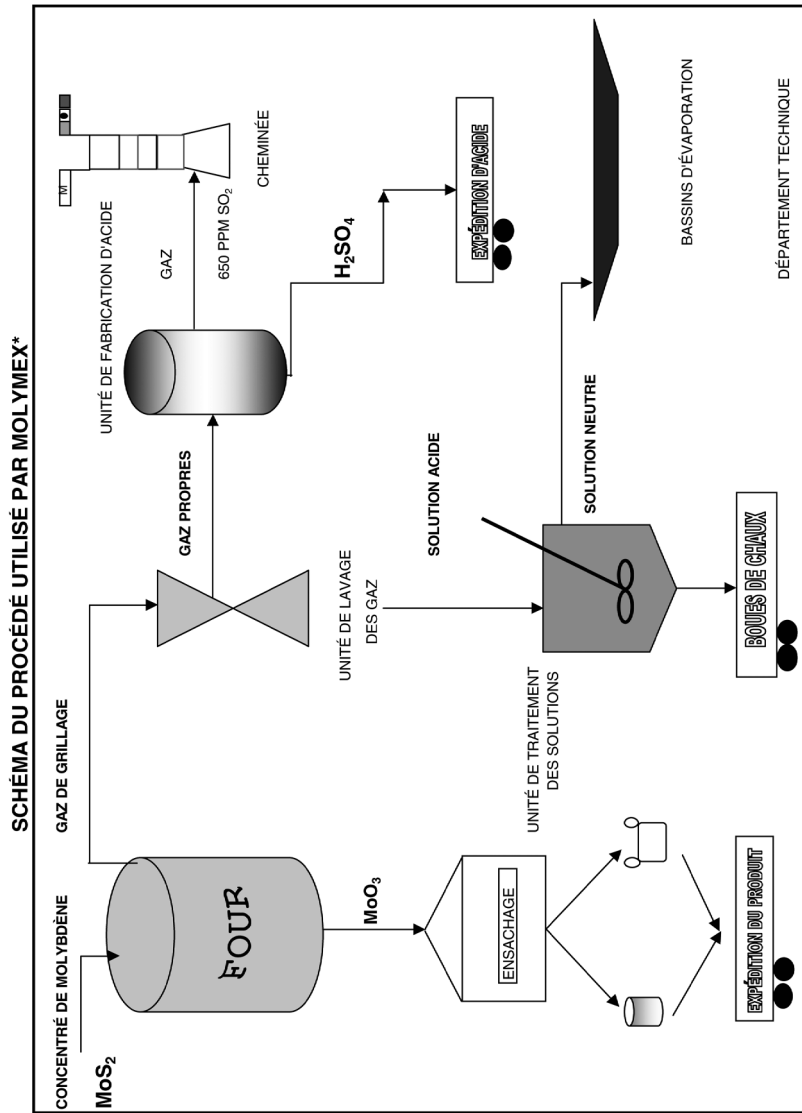 SCHÉMA DU PROCÉDÉ UTILISÉ PAR MOLYMEX*
CONCENTRÉ DE MOLYBDÈNE
MoS₂
GAZ DE GRILLAGE
FOUR
MoO₃
ENSACHAGE
EXPÉDITION DU PRODUIT
UNITÉ DE LAVAGE
DES GAZ
GAZ PROPRES
UNITÉ DE FABRICATION D'ACIDE
GAZ
650 PPM SO₂
M
CHEMINÉE
H₂SO₄
EXPÉDITION D'ACIDE
UNITÉ DE TRAITEMENT
DES SOLUTIONS
SOLUTION ACIDE
SOLUTION NEUTRE
BOUES DE CHAUX
BASSINS D'ÉVAPORATION
DÉPARTEMENT TECHNIQUE